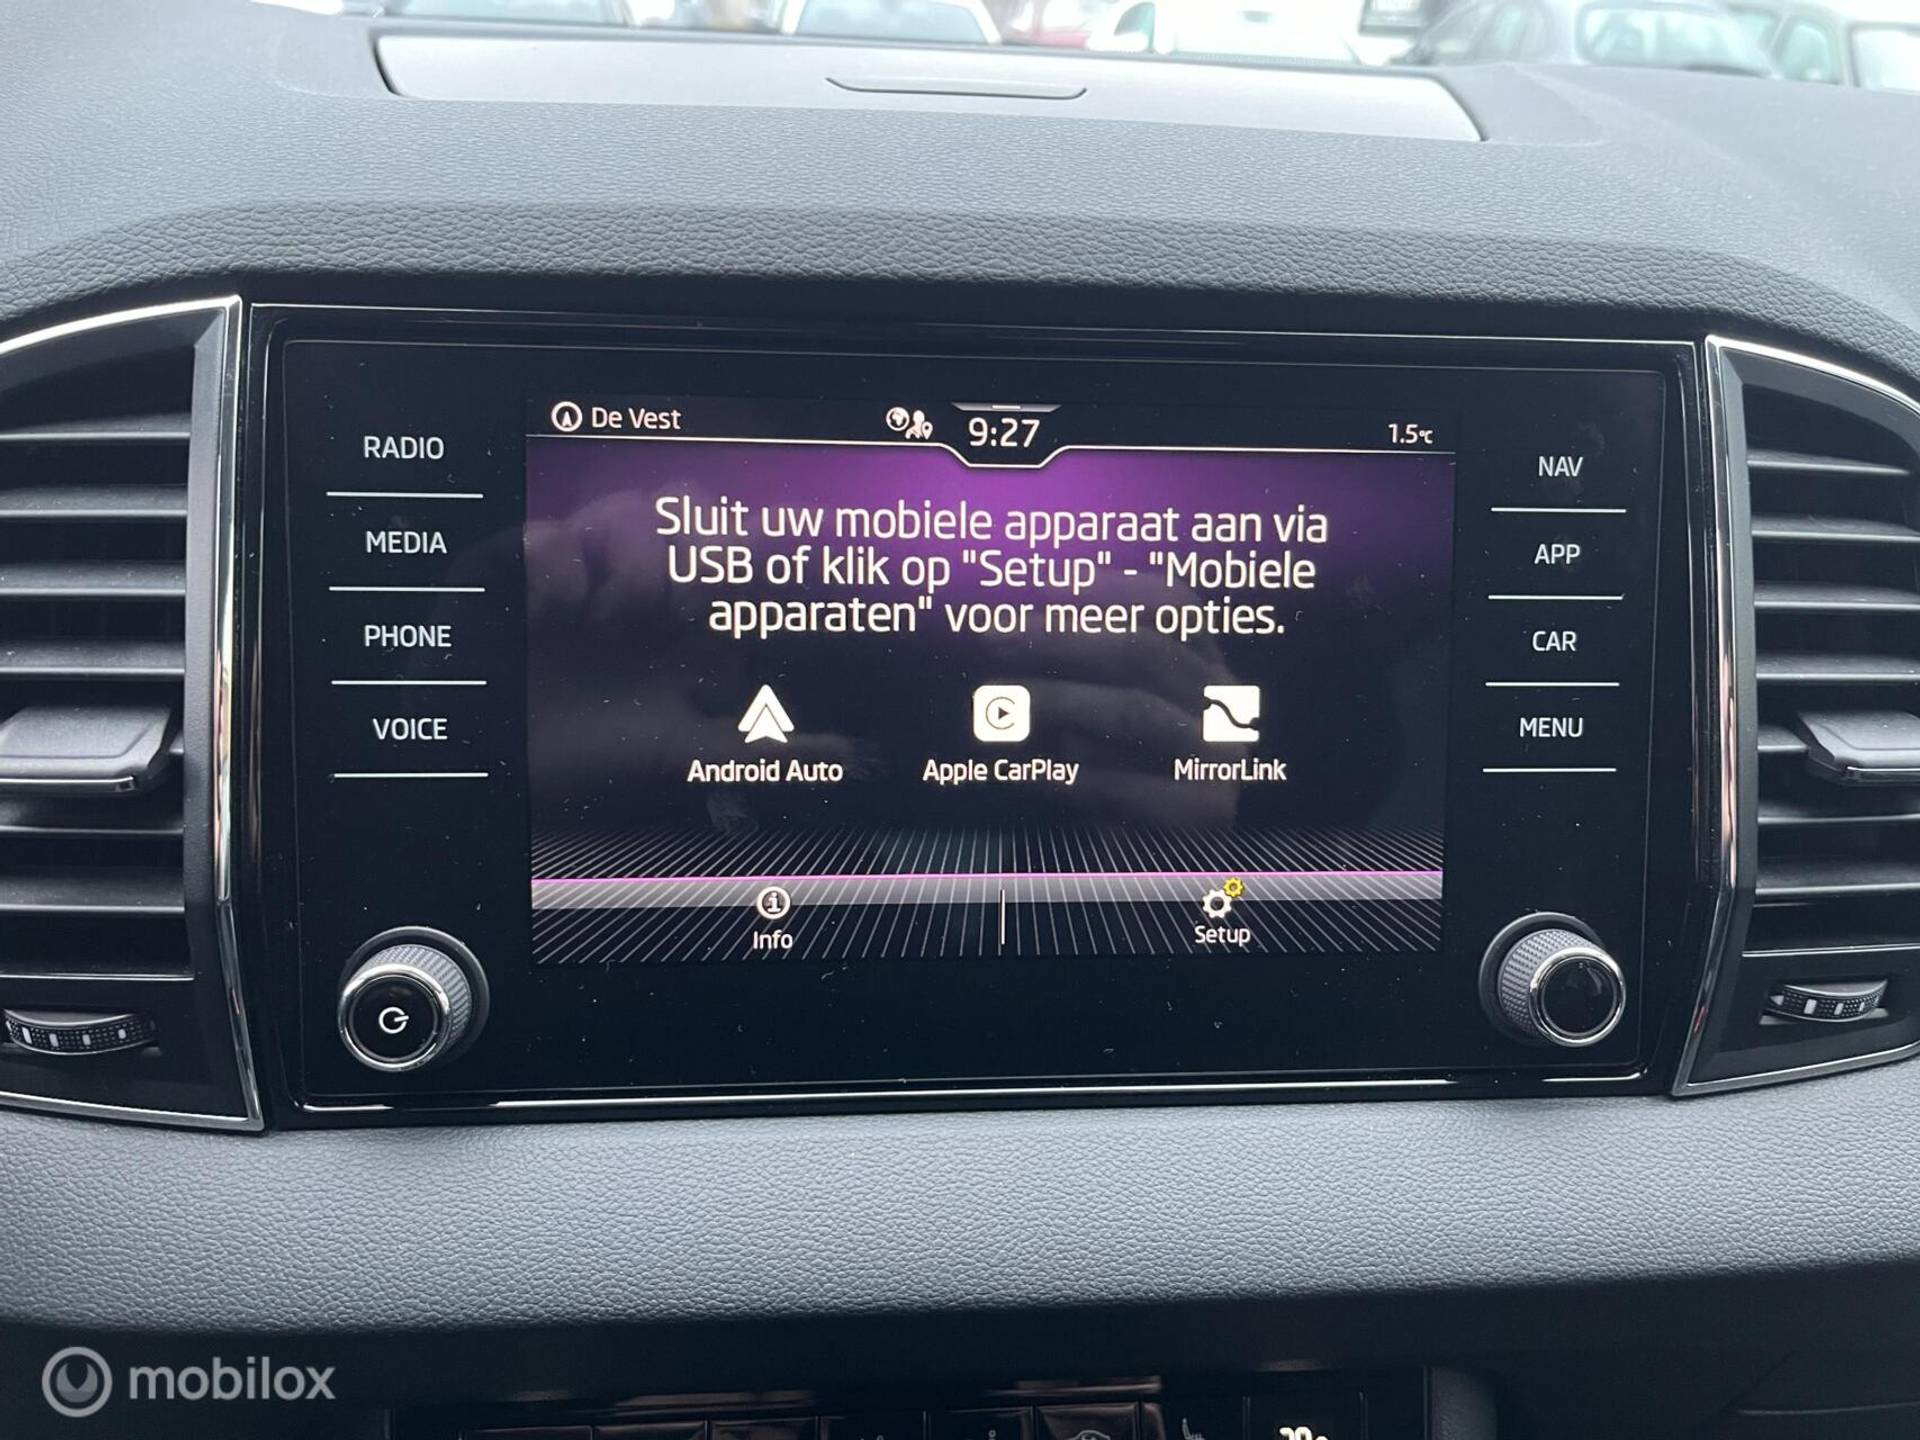 De Vest
9:27
1.5°C
RADIO
MEDIA
PHONE
VOICE
Sluit uw mobiele apparaat aan via
USB of klik op "Setup" - "Mobiele
apparaten" voor meer opties.
Android Auto
Apple CarPlay
MirrorLink
Info
Setup
NAV
APP
CAR
MENU
mobilox